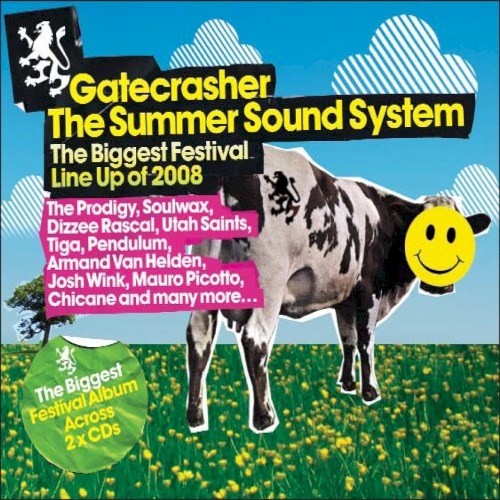 Gatecrasher
The Summer Sound System
The Biggest Festival
Line Up of 2008
The Prodigy, Soulwax,
Dizzee Rascal, Utah Saints,
Tiga, Pendulum,
Armand Van Helden,
Josh Wink, Mauro Picotto,
Chicane and many more...
The Biggest
Festival Album
Across
2 x CDs